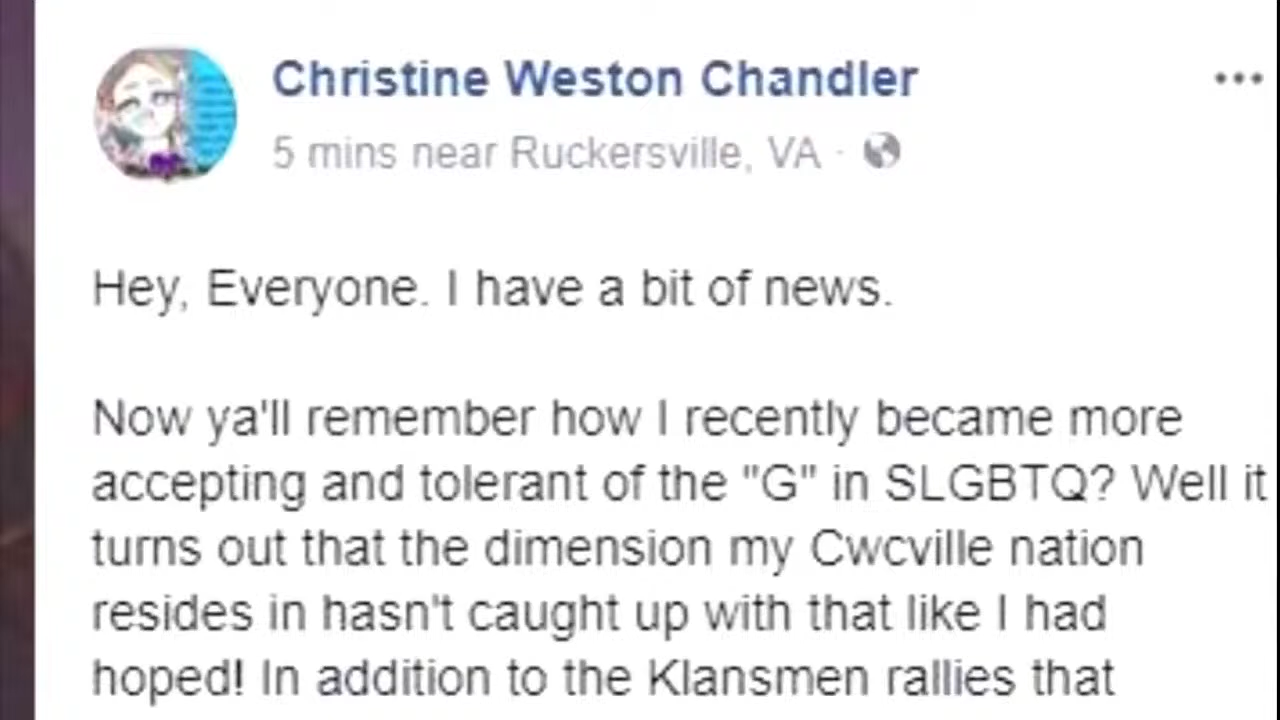 Christine Weston Chandler
5 mins near Ruckersville, VA ·
Hey, Everyone. I have a bit of news.
Now ya'll remember how I recently became more
accepting and tolerant of the "G" in SLGBTQ? Well it
turns out that the dimension my Cwcville nation
resides in hasn't caught up with that like I had
hoped! In addition to the Klansmen rallies that